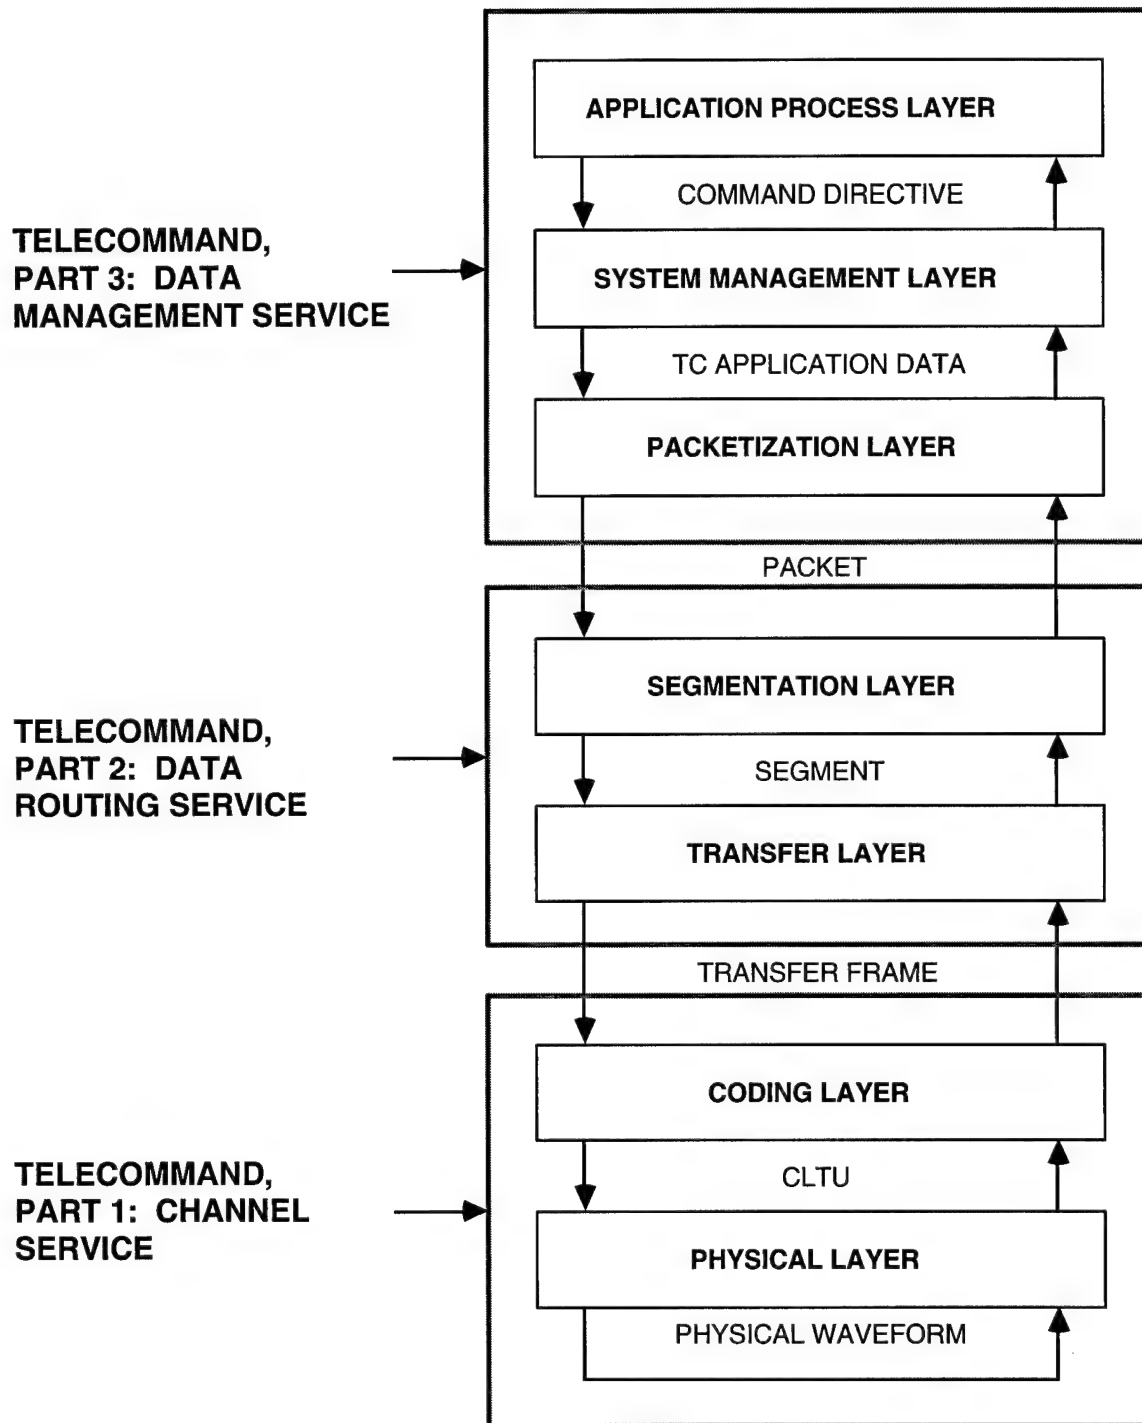 APPLICATION PROCESS LAYER
COMMAND DIRECTIVE
TELECOMMAND,
PART 3: DATA
MANAGEMENT SERVICE
SYSTEM MANAGEMENT LAYER
TC APPLICATION DATA
PACKETIZATION LAYER
PACKET
SEGMENTATION LAYER
TELECOMMAND,
PART 2: DATA
ROUTING SERVICE
SEGMENT
TRANSFER LAYER
TRANSFER FRAME
CODING LAYER
TELECOMMAND,
PART 1: CHANNEL
SERVICE
CLTU
PHYSICAL LAYER
PHYSICAL WAVEFORM